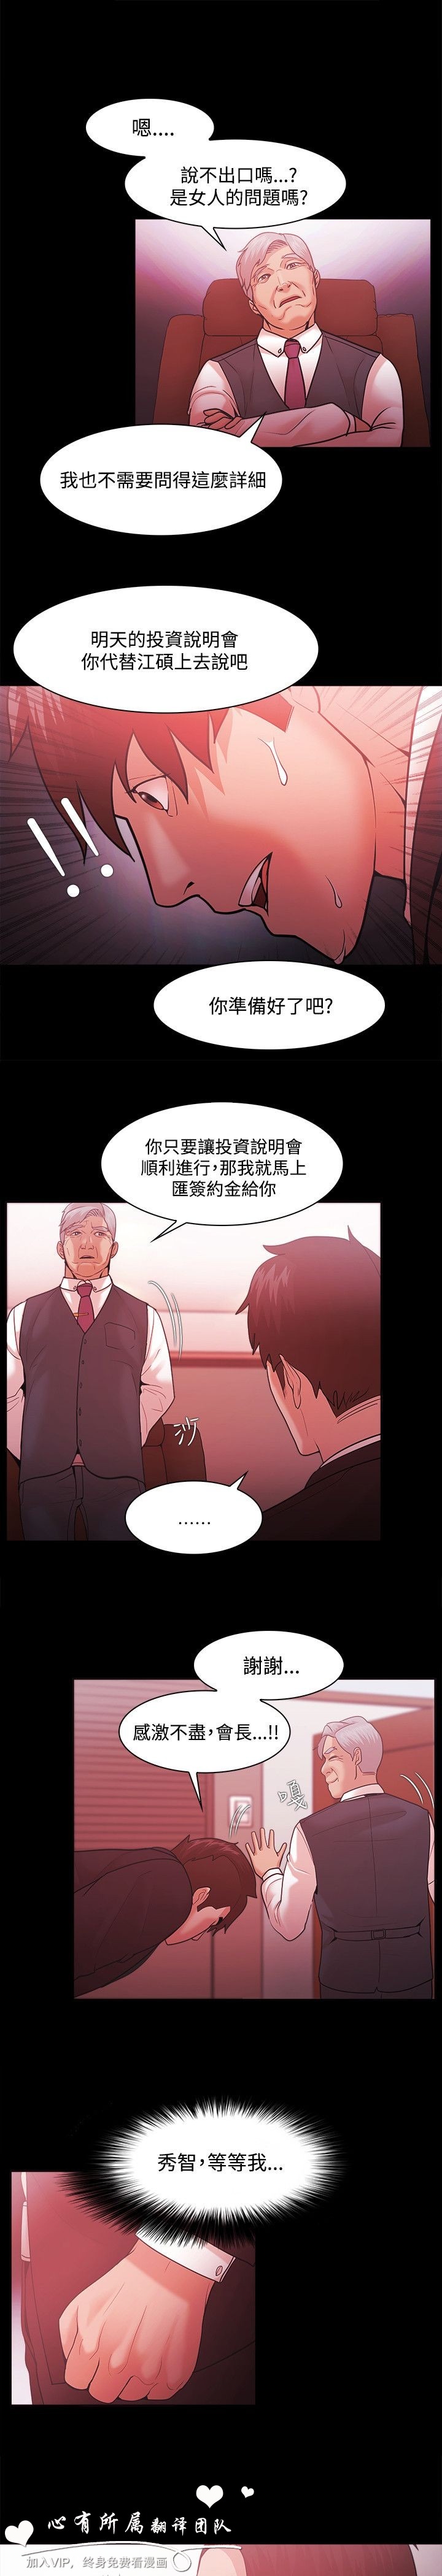 嗯....
說不出口嗎...?
是女人的問題嗎?
我也不需要問得這麼詳細
明天的投資說明會
你代替江碩上去說吧
你準備好了吧?
你只要讓投資說明會
順利進行，那我就馬上
匯簽約金給你
沙
......
謝謝...
感激不盡，會長...!!
嘎
秀智，等等我...
心有所属翻译团队
加入VIP，终身免费看漫画